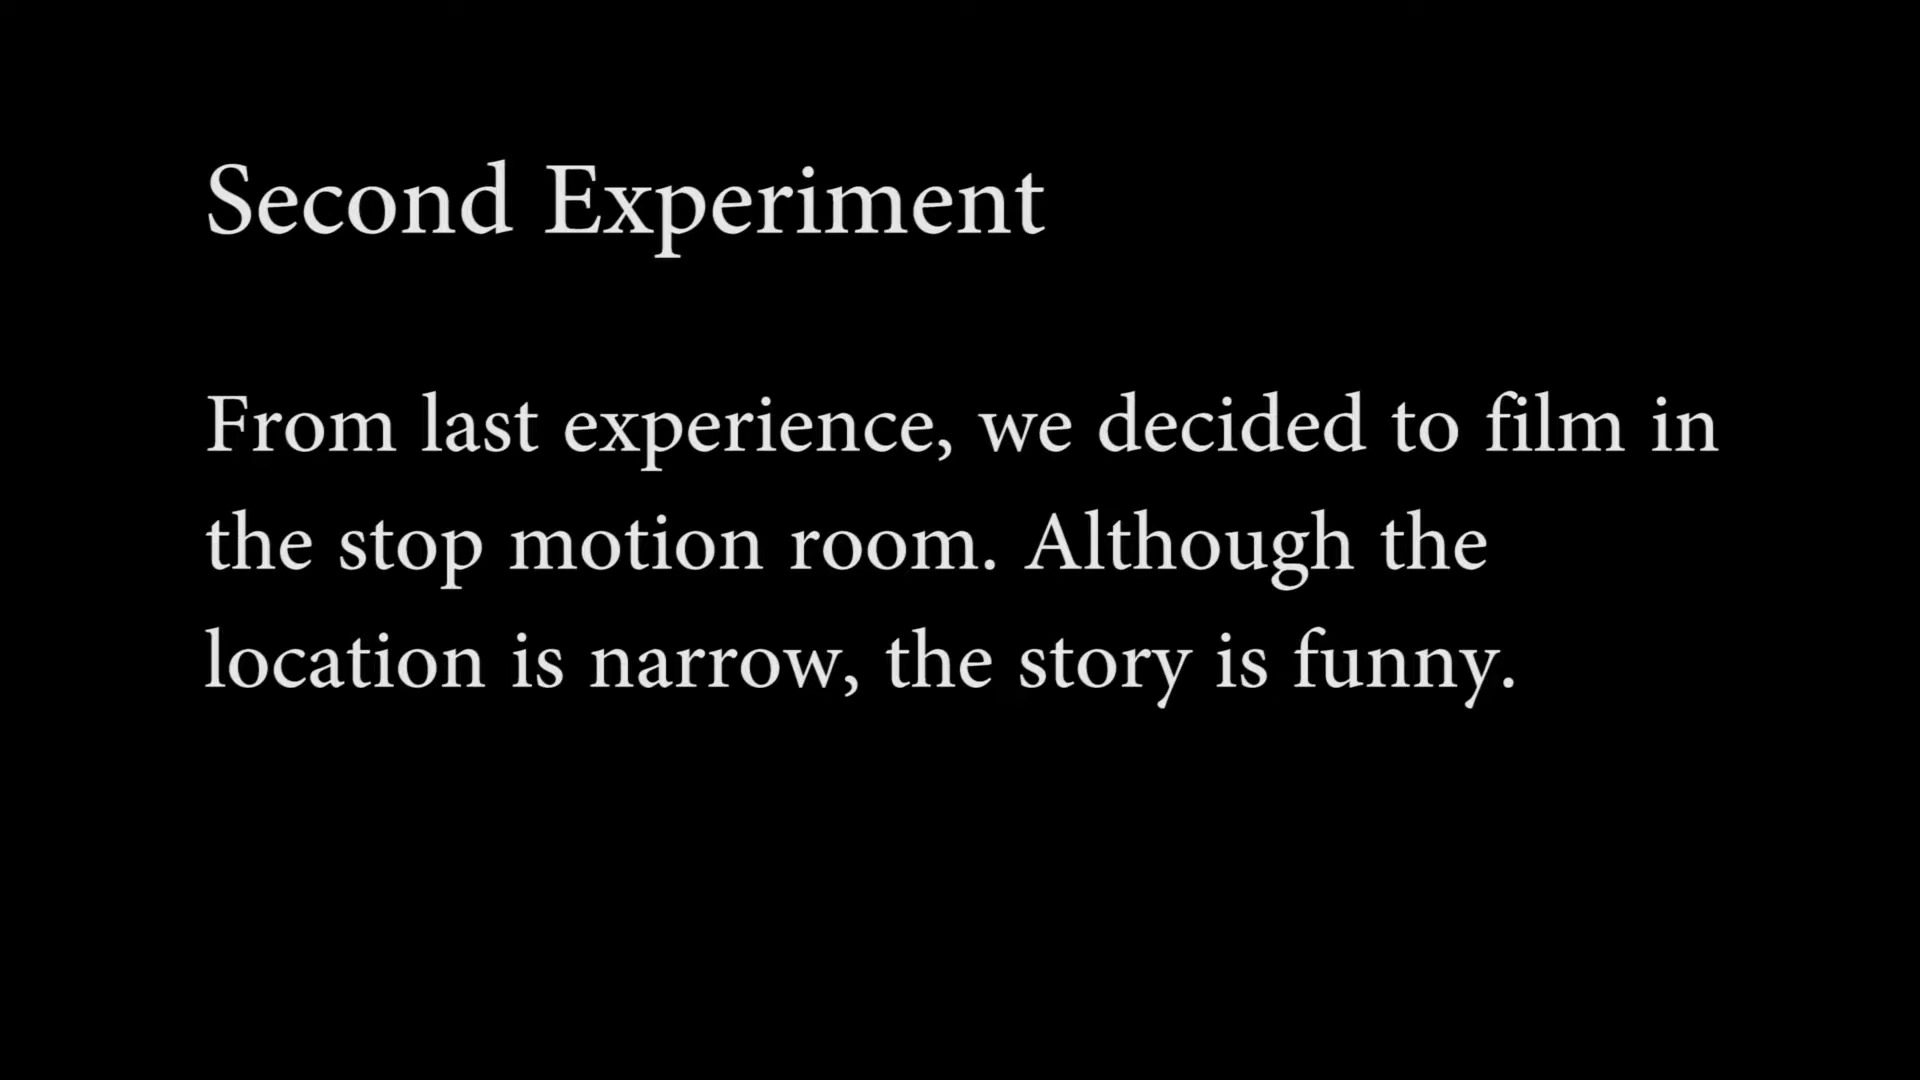 Second Experiment
From last experience, we decided to film in
the stop motion room. Although the
location is narrow, the story is funny.